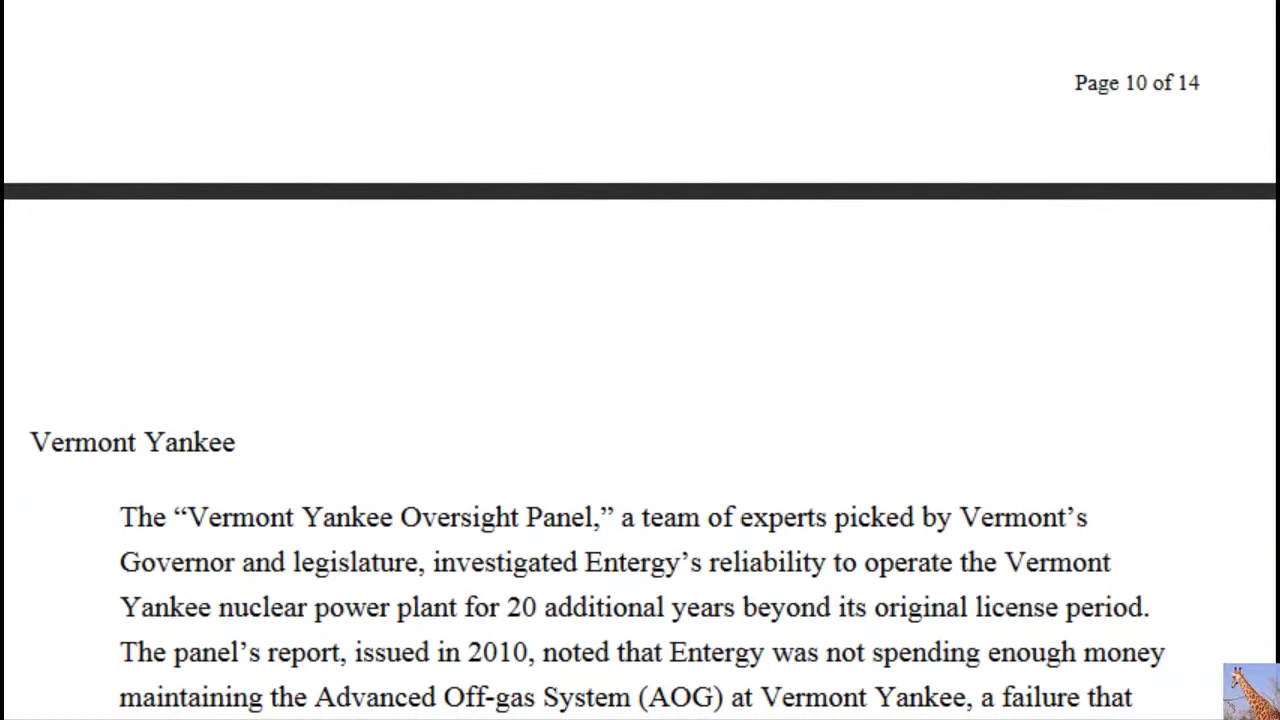 Page 10 of 14
Vermont Yankee
The “Vermont Yankee Oversight Panel,” a team of experts picked by Vermont’s
Governor and legislature, investigated Entergy’s reliability to operate the Vermont
Yankee nuclear power plant for 20 additional years beyond its original license period.
The panel’s report, issued in 2010, noted that Entergy was not spending enough money
maintaining the Advanced Off-gas System (AOG) at Vermont Yankee, a failure that